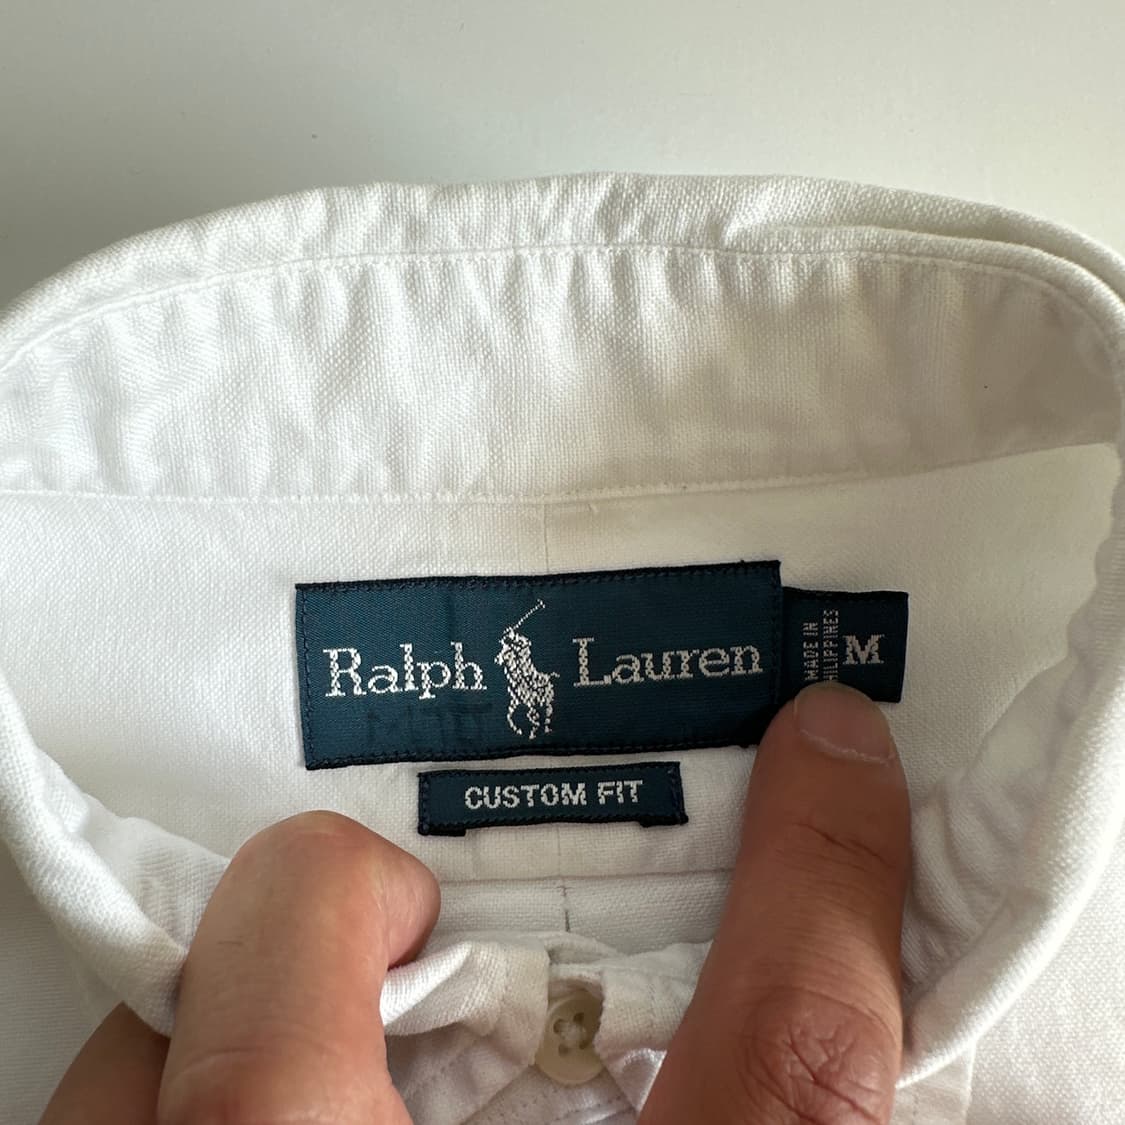 Ralph Lauren
MADE IN
PHILIPPINES
M
CUSTOM FIT